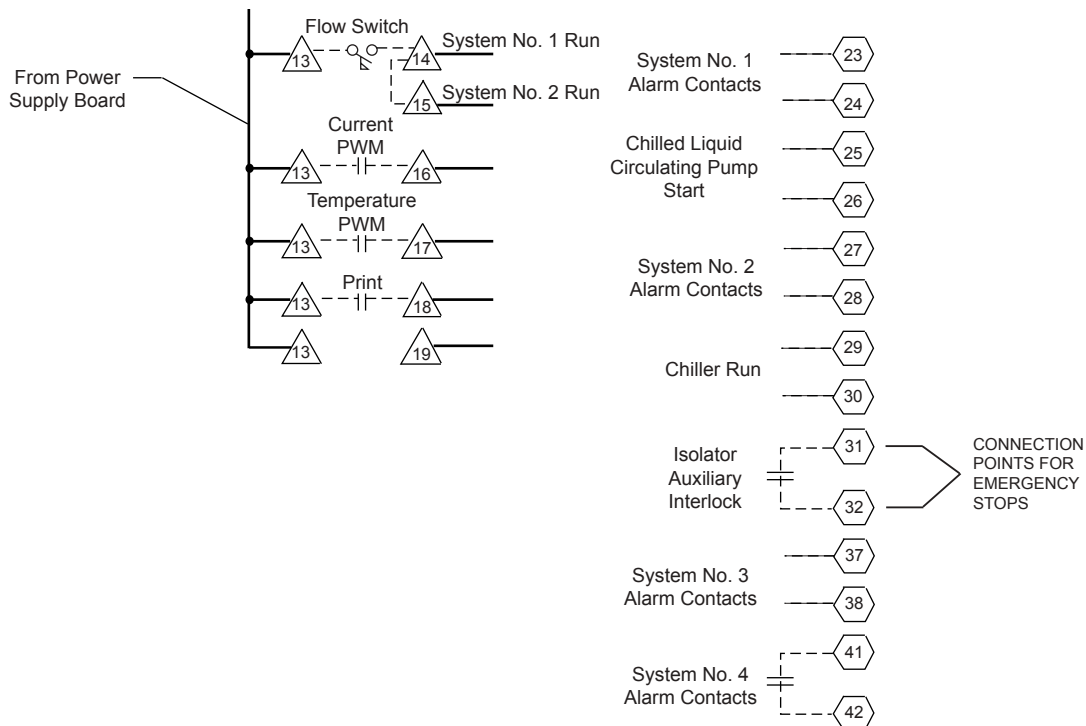 Flow Switch
13
14
System No. 1 Run
From Power
Supply Board
15
System No. 2 Run
Current
PWM
13
16
Temperature
PWM
13
17
Print
13
18
13
19
System No. 1
Alarm Contacts
23
24
Chilled Liquid
Circulating Pump
Start
25
26
System No. 2
Alarm Contacts
27
28
Chiller Run
29
30
Isolator
Auxiliary
Interlock
31
32
CONNECTION
POINTS FOR
EMERGENCY
STOPS
System No. 3
Alarm Contacts
37
38
System No. 4
Alarm Contacts
41
42